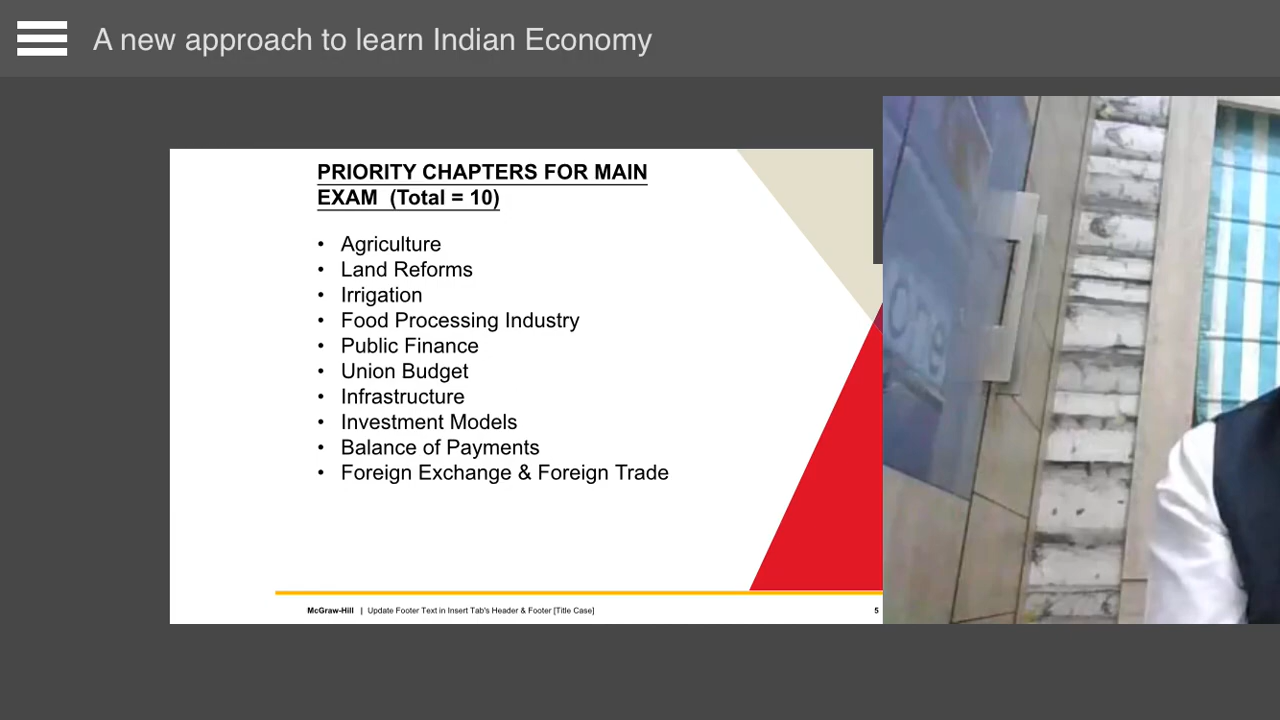 A new approach to learn Indian Economy
PRIORITY CHAPTERS FOR MAIN
EXAM (Total = 10)
• Agriculture
• Land Reforms
• Irrigation
• Food Processing Industry
• Public Finance
• Union Budget
• Infrastructure
• Investment Models
• Balance of Payments
• Foreign Exchange & Foreign Trade
McGraw-Hill | Update Footer Text in Insert Tab's Header & Footer [Title Case]
5